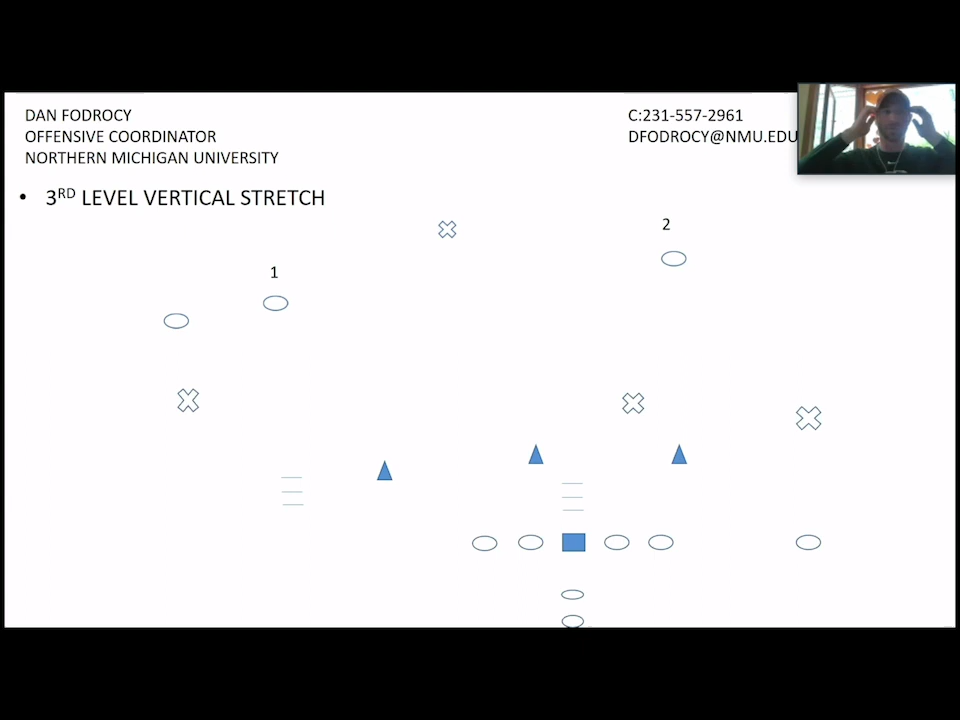 DAN FODROCY
OFFENSIVE COORDINATOR
NORTHERN MICHIGAN UNIVERSITY
C:231-557-2961
DFODROCY@NMU.EDU
• 3RD LEVEL VERTICAL STRETCH
2
1